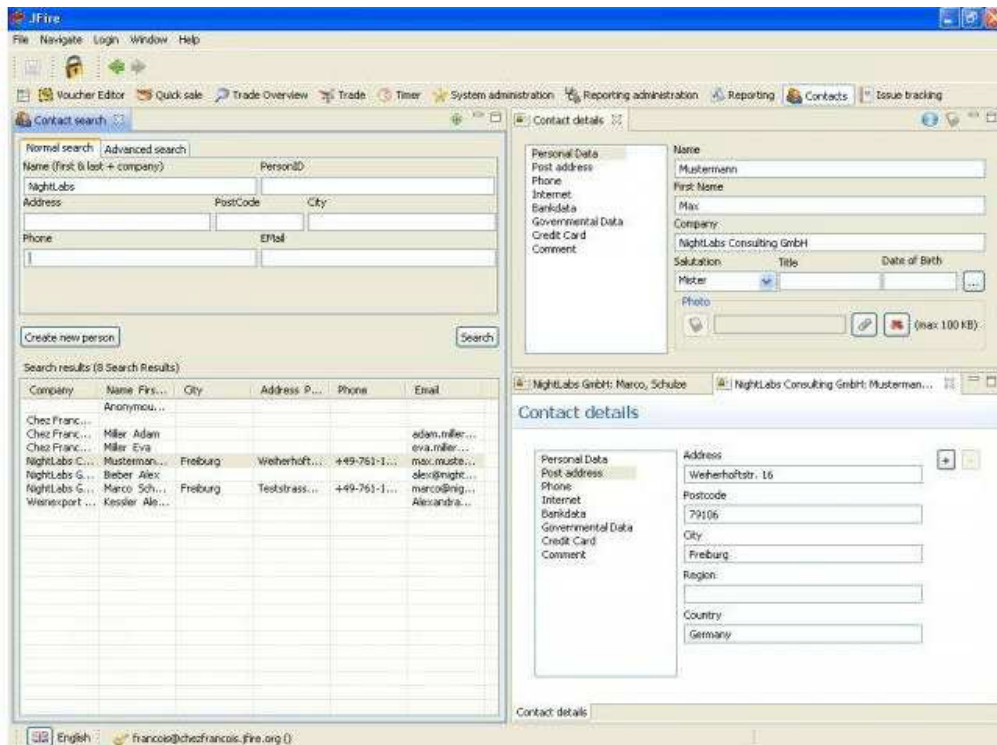 JFire
File Navigate Login Window Help
Voucher Editor Quick sale Trade Overview Trade Timer System administration Reporting administration Reporting Contacts Issue tracking
Contact search
Normal search Advanced search
Name (first & last + company) PersonID
NightLabs
Address PostCode City
Phone EMail
Create new person Search
Search results (8 Search Results)
Company Name Firs... City Address P... Phone Email
Anonymou...
Chez Franc...
Chez Franc... Miller Adam adam.miller...
Chez Franc... Miller Eva eva.miller...
NightLabs C... Musterman... Freiburg Weiherhoft... +49-761-1... max.muste...
NightLabs G... Bieber Alex alex@night...
NightLabs G... Marco Sch... Freiburg Teststrass... +49-761-1... marco@nig...
Weinexport ... Kessler Ale... Alexandra...
Contact details
Personal Data
Post address
Phone
Internet
Bankdata
Governmental Data
Credit Card
Comment
Name
Mustermann
First Name
Max
Company
NightLabs Consulting GmbH
Salutation Title Date of Birth
Mister ...
Photo
(max 100 KB)
NightLabs GmbH: Marco, Schulze NightLabs Consulting GmbH: Musterman...
Contact details
Personal Data
Post address
Phone
Internet
Bankdata
Governmental Data
Credit Card
Comment
Address
Weiherhoftstr. 16
Postcode
79106
City
Freiburg
Region
Country
Germany
Contact details
English francois@chezfrancois.jfire.org ()